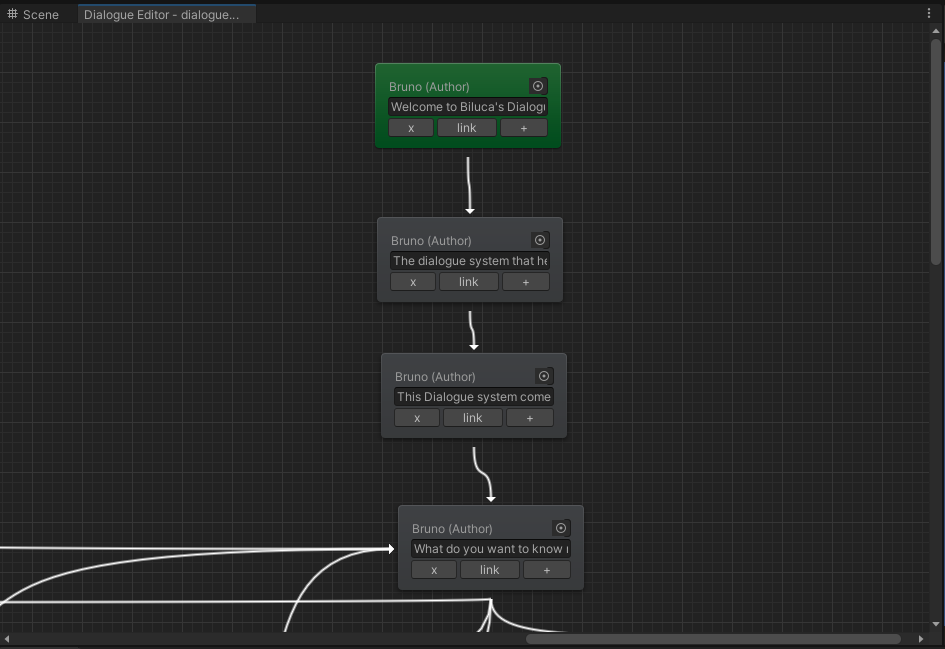 Scene
Dialogue Editor - dialogue...
Bruno (Author)
Welcome to Biluca's Dialog
x link +
Bruno (Author)
The dialogue system that he
x link +
Bruno (Author)
This Dialogue system come
x link +
Bruno (Author)
What do you want to know
x link +